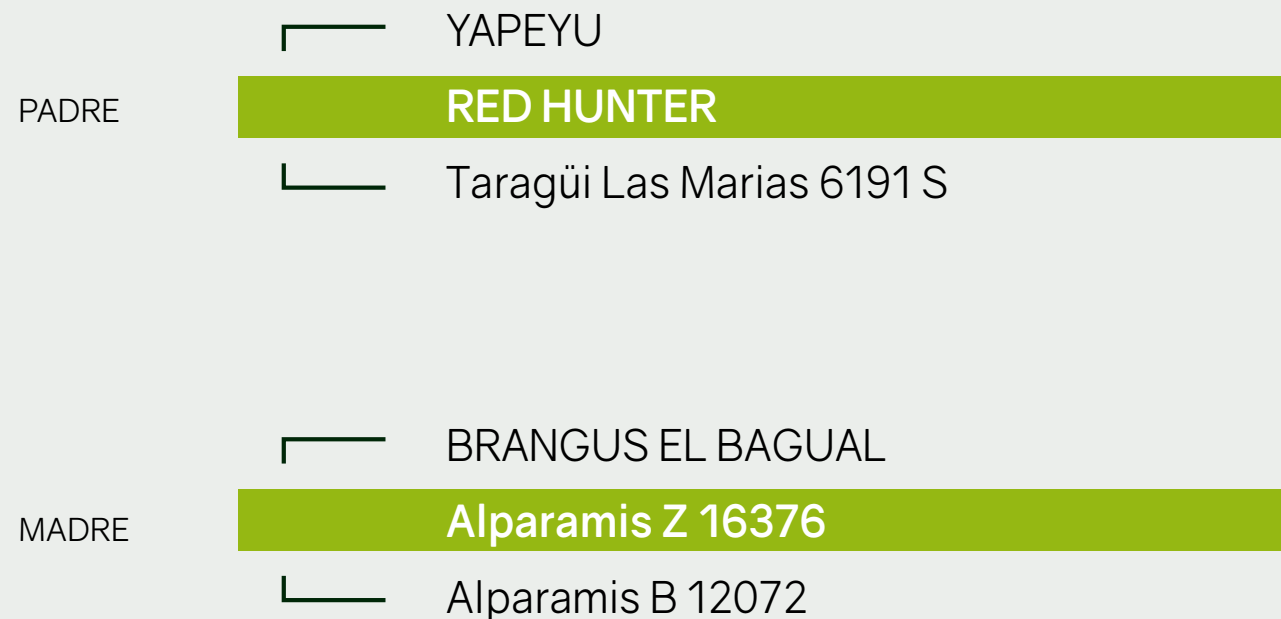 YAPEYU
PADRE
RED HUNTER
Taragüi Las Marias 6191 S
BRANGUS EL BAGUAL
MADRE
Alparamis Z 16376
Alparamis B 12072